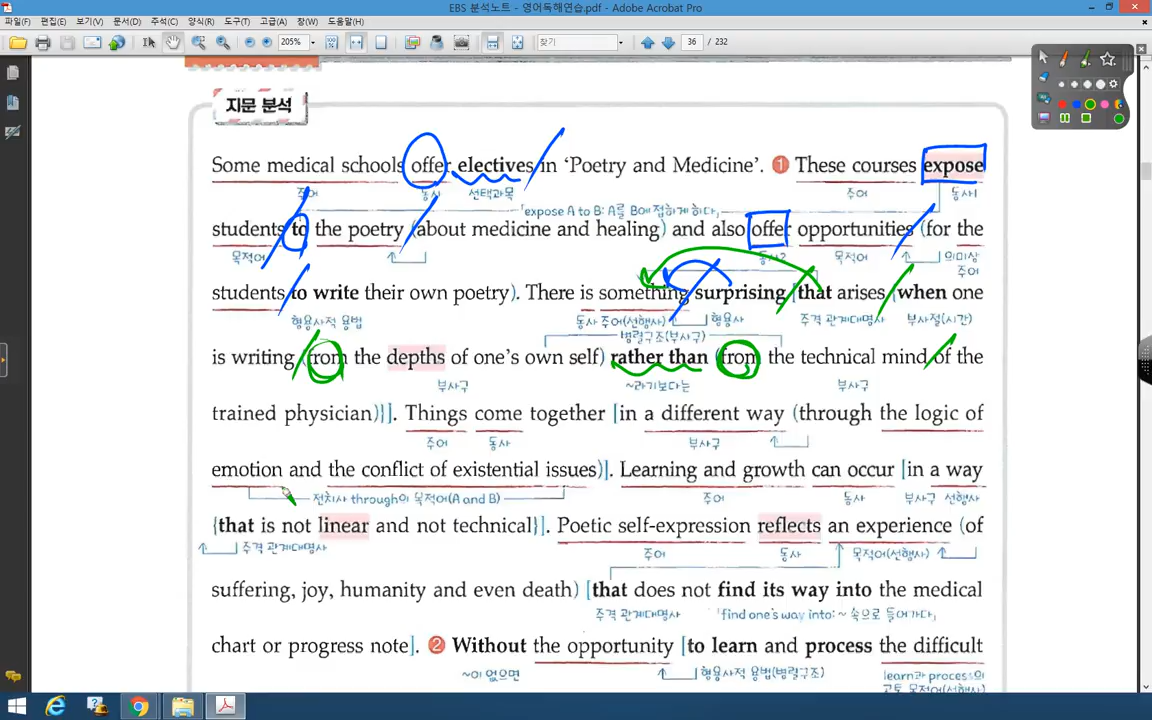 EBS 분석노트 - 영어독해연습.pdf - Adobe Acrobat Pro
파일(F) 편집(E) 보기(V) 문서(D) 주석(C) 양식(R) 도구(T) 고급(A) 창(W) 도움말(H)
205% 찾기 36 / 232
지문 분석
Some medical schools offer electives in ‘Poetry and Medicine’. ① These courses expose
주어 동사 선택과목 주어 동사1
「expose A to B: A를 B에 접하게 하다」
students to the poetry (about medicine and healing) and also offer opportunities (for the
목적어 동사2 목적어 의미상 주어
students to write their own poetry). There is something surprising [that arises {when one
형용사적 용법 동사 주어(선행사) 형용사 주격 관계대명사 부사절(시간)
병렬구조(부사구)
is writing (from the depths of one’s own self) rather than (from the technical mind of the
부사구 ~라기보다는 부사구
trained physician)}]. Things come together [in a different way (through the logic of
주어 동사 부사구
emotion and the conflict of existential issues)]. Learning and growth can occur [in a way
전치사 through의 목적어(A and B) 주어 동사 부사구 선행사
{that is not linear and not technical}]. Poetic self-expression reflects an experience (of
주격 관계대명사 주어 동사 목적어(선행사)
suffering, joy, humanity and even death) [that does not find its way into the medical
주격 관계대명사 「find one’s way into: ~ 속으로 들어가다」
chart or progress note]. ② Without the opportunity [to learn and process the difficult
~이 없으면 형용사적 용법(병렬구조) learn과 process의
공통 목적어(선행사)